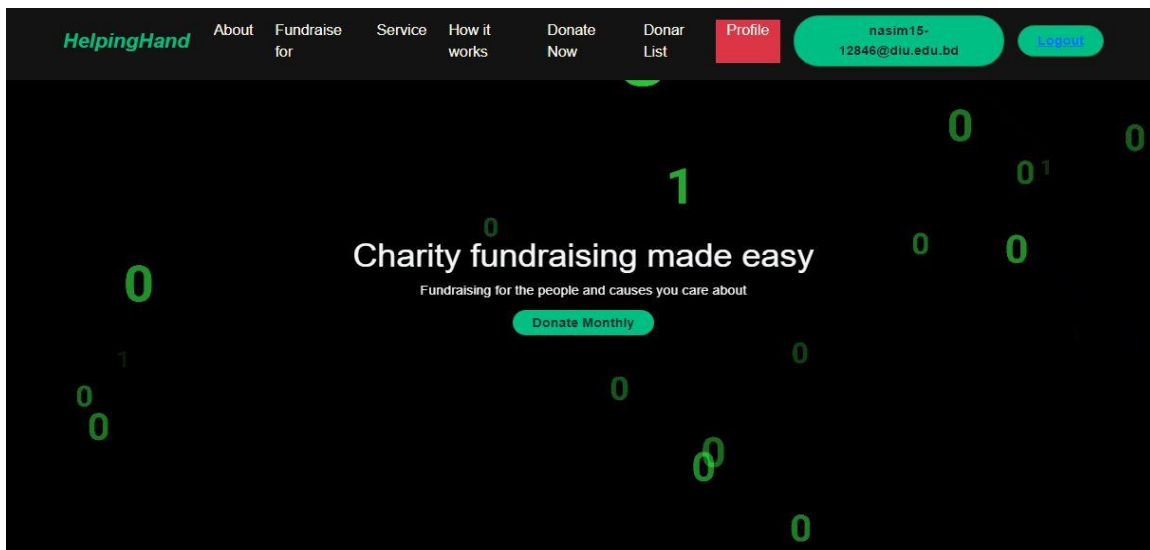 HelpingHand
About
Fundraise
for
Service
How it
works
Donate
Now
Donar
List
Profile
nasim15-
12846@diu.edu.bd
Logout
0
0
1
0 1
0
0
0
Charity fundraising made easy
0
Fundraising for the people and causes you care about
Donate Monthly
0
1
0
0
0
0
0
0